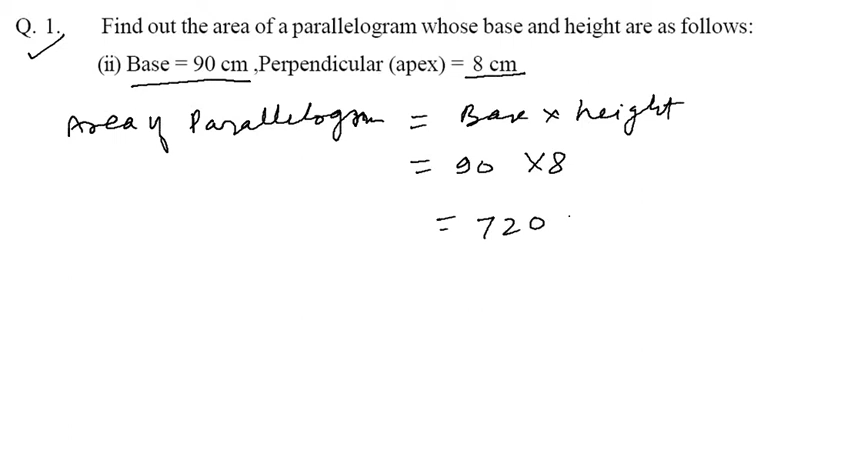 Q. 1. Find out the area of a parallelogram whose base and height are as follows:
(ii) Base = 90 cm ,Perpendicular (apex) = 8 cm
Area of Parallelogram = Base × height
= 90 × 8
= 720